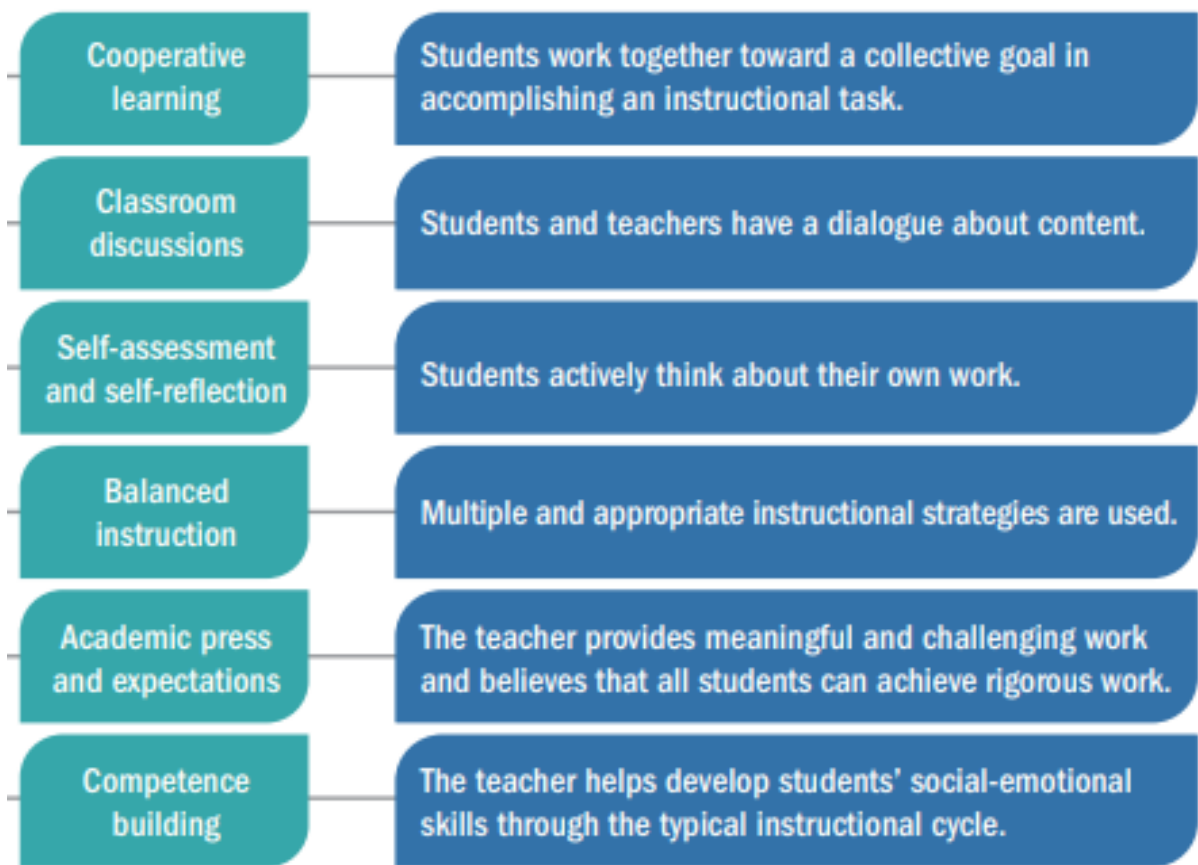 Cooperative
learning
Students work together toward a collective goal in
accomplishing an instructional task.
Classroom
discussions
Students and teachers have a dialogue about content.
Self-assessment
and self-reflection
Students actively think about their own work.
Balanced
instruction
Multiple and appropriate instructional strategies are used.
Academic press
and expectations
The teacher provides meaningful and challenging work
and believes that all students can achieve rigorous work.
Competence
building
The teacher helps develop students’ social-emotional
skills through the typical instructional cycle.